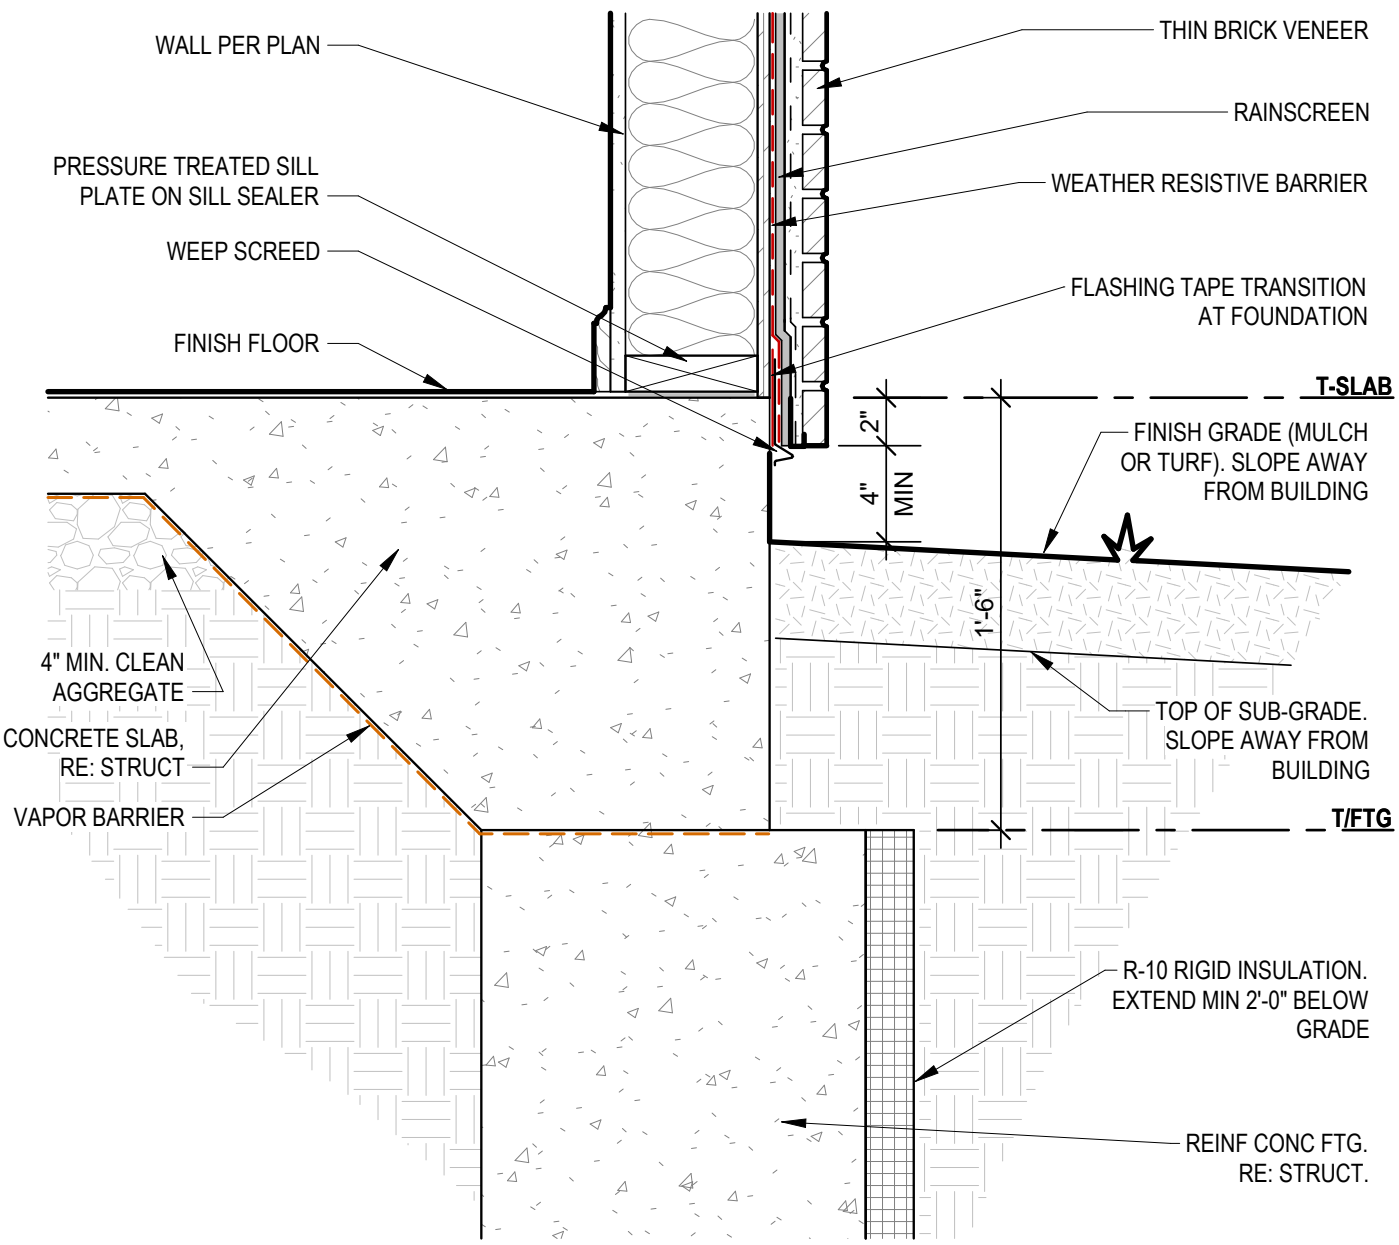 WALL PER PLAN
PRESSURE TREATED SILL
PLATE ON SILL SEALER
WEEP SCREED
FINISH FLOOR
THIN BRICK VENEER
RAINSCREEN
WEATHER RESISTIVE BARRIER
FLASHING TAPE TRANSITION
AT FOUNDATION
T-SLAB
2"
4"
MIN
1'-6"
FINISH GRADE (MULCH
OR TURF). SLOPE AWAY
FROM BUILDING
4" MIN. CLEAN
AGGREGATE
CONCRETE SLAB,
RE: STRUCT
VAPOR BARRIER
TOP OF SUB-GRADE.
SLOPE AWAY FROM
BUILDING
T/FTG
R-10 RIGID INSULATION.
EXTEND MIN 2'-0" BELOW
GRADE
REINF CONC FTG.
RE: STRUCT.